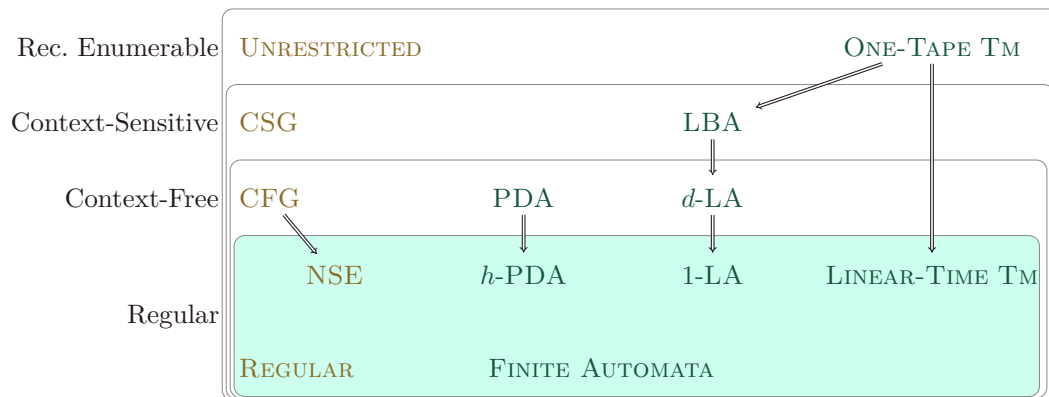 Rec. Enumerable UNRESTRICTED ONE-TAPE TM
Context-Sensitive CSG LBA
Context-Free CFG PDA d-LA
NSE h-PDA 1-LA LINEAR-TIME TM
Regular
REGULAR FINITE AUTOMATA